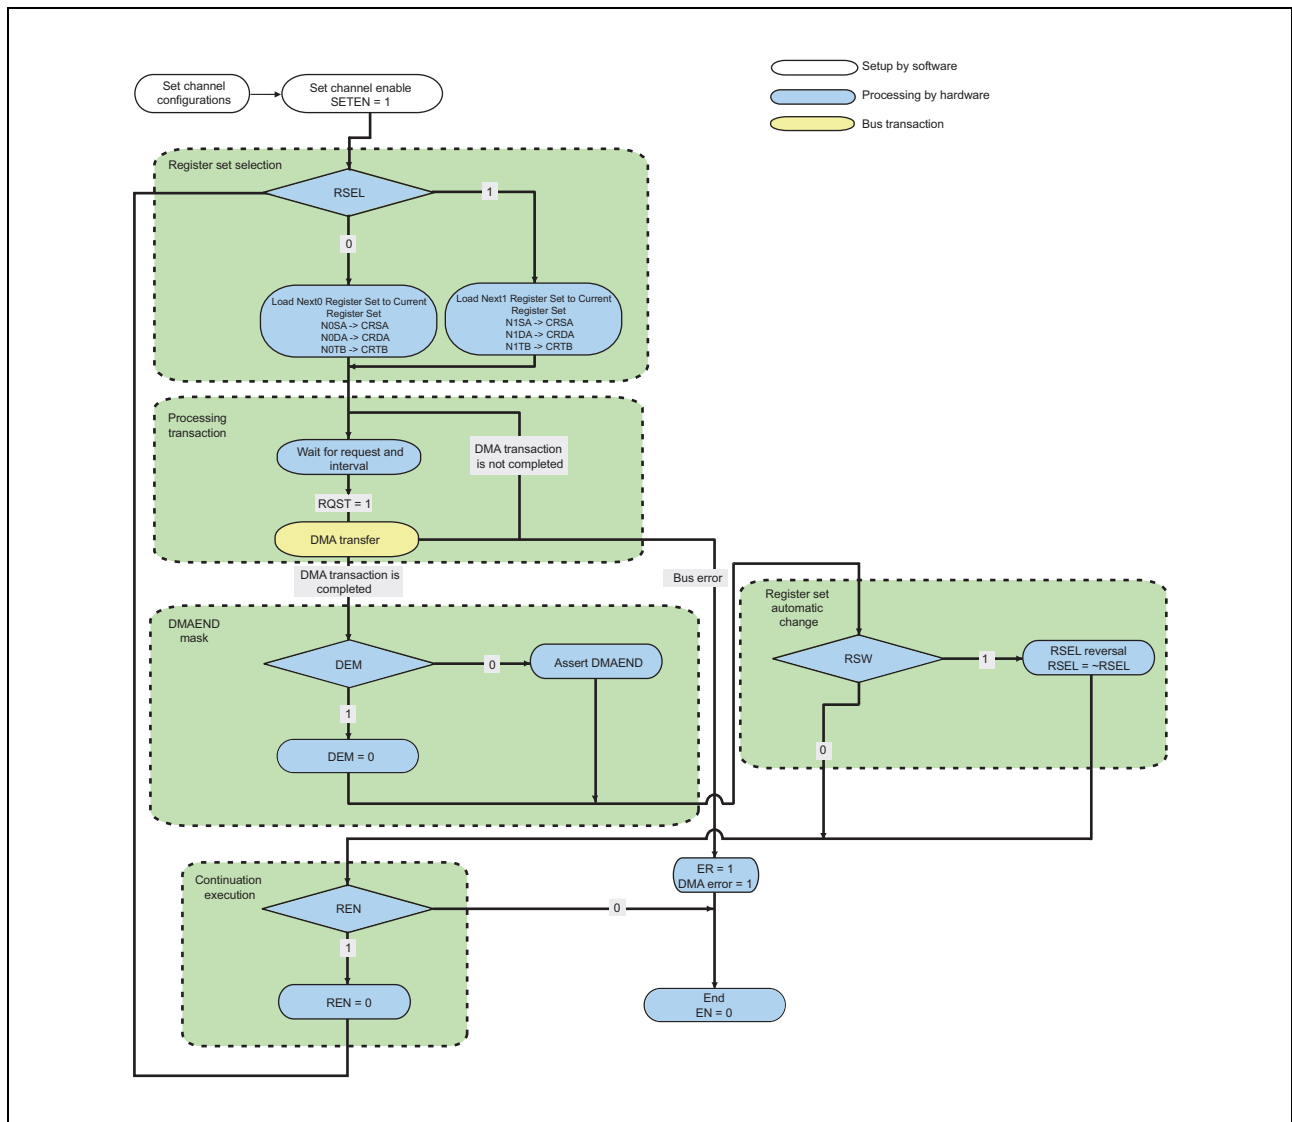 Set channel
configurations
Set channel enable
SETEN = 1
Setup by software
Processing by hardware
Bus transaction
Register set selection
RSEL
1
0
Load Next0 Register Set to Current
Register Set
N0SA -> CRSA
N0DA -> CRDA
N0TB -> CRTB
Load Next1 Register Set to Current
Register Set
N1SA -> CRSA
N1DA -> CRDA
N1TB -> CRTB
Processing
transaction
Wait for request and
interval
DMA transaction
is not completed
RQST = 1
DMA transfer
DMA transaction is
completed
Bus error
Register set
automatic
change
DMAEND
mask
DEM
0
Assert DMAEND
1
DEM = 0
RSW
1
RSEL reversal
RSEL = ~RSEL
0
ER = 1
DMA error = 1
Continuation
execution
REN
0
1
REN = 0
End
EN = 0